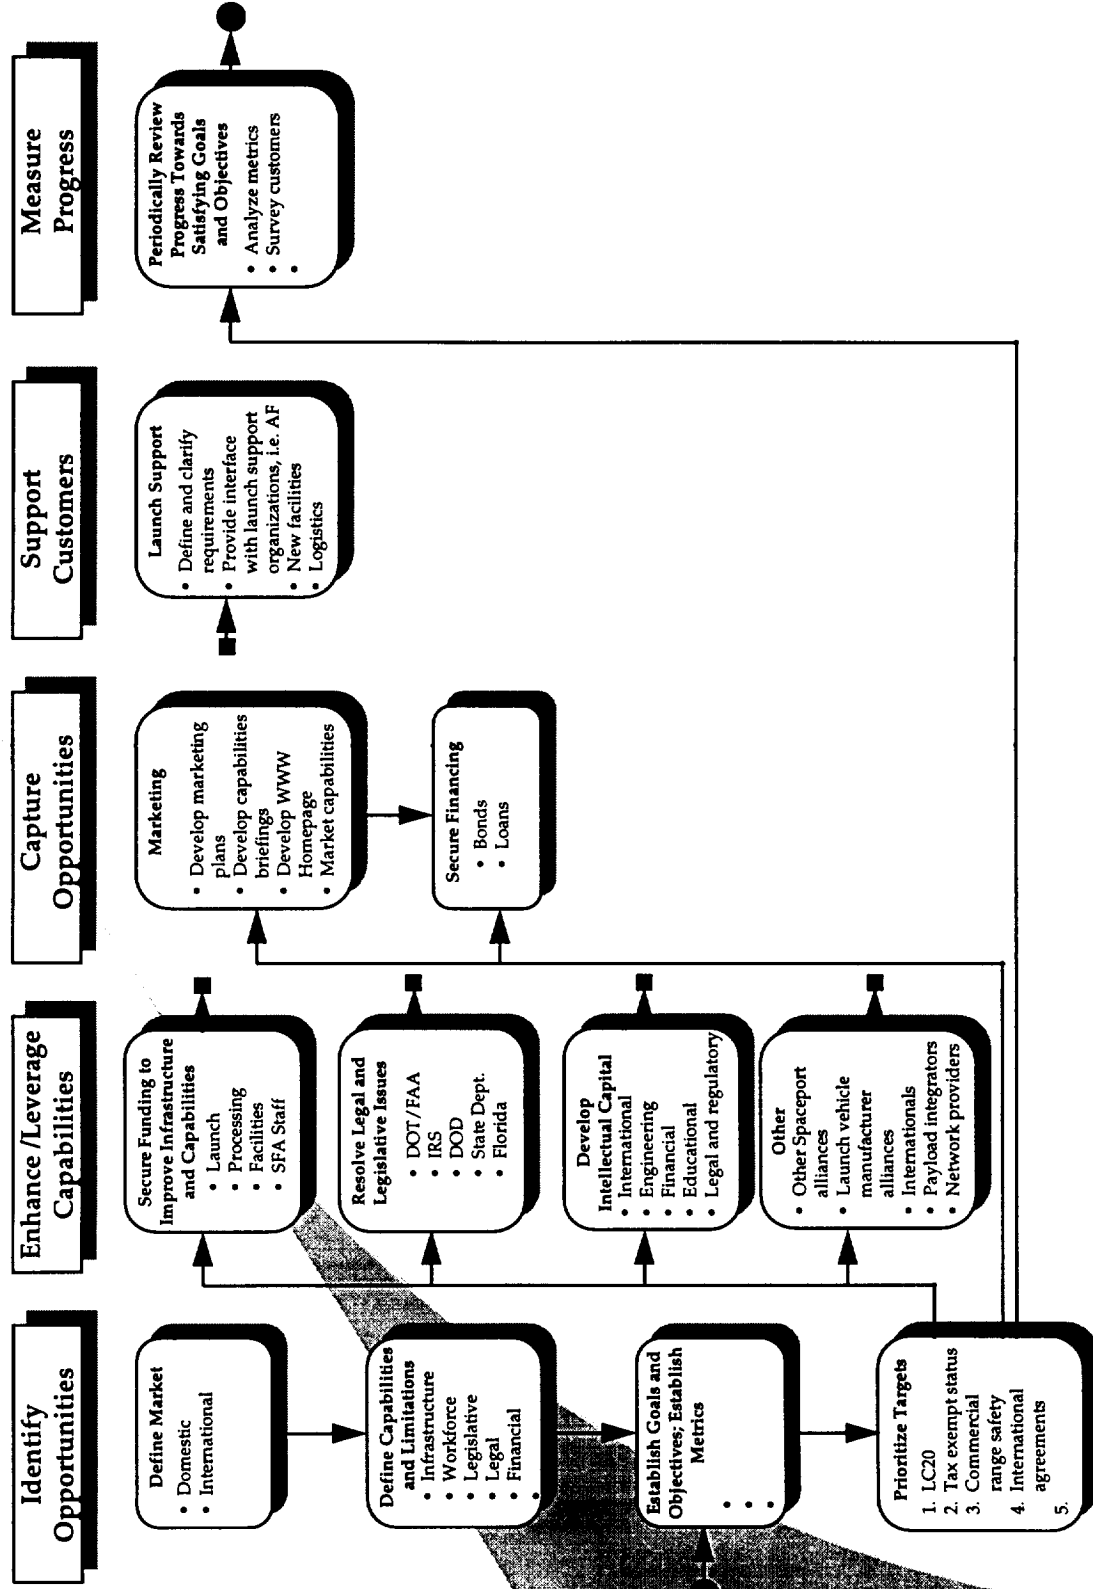 Identify
Opportunities
Define Market
• Domestic
• International
Define Capabilities
and Limitations
• Infrastructure
• Workforce
• Legislative
• Legal
• Financial
•
Establish Goals and
Objectives; Establish
Metrics
•
•
•
Prioritize Targets
1. LC20
2. Tax exempt status
3. Commercial
range safety
4. International
agreements
5.
Enhance/Leverage
Capabilities
Secure Funding to
Improve Infrastructure
and Capabilities
• Launch
• Processing
• Facilities
• SFA Staff
Resolve Legal and
Legislative Issues
• DOT/FAA
• IRS
• DOD
• State Dept.
• Florida
Develop
Intellectual Capital
• International
• Engineering
• Financial
• Educational
• Legal and regulatory
Other
• Other Spaceport
alliances
• Launch vehicle
manufacturer
alliances
• Internationals
• Payload integrators
• Network providers
Capture
Opportunities
Marketing
• Develop marketing
plans
• Develop capabilities
briefings
• Develop WWW
Homepage
• Market capabilities
Secure Financing
• Bonds
• Loans
Support
Customers
Launch Support
• Define and clarify
requirements
• Provide interface
with launch support
organizations, i.e. AF
• New facilities
• Logistics
Measure
Progress
Periodically Review
Progress Towards
Satisfying Goals
and Objectives
• Analyze metrics
• Survey customers
•